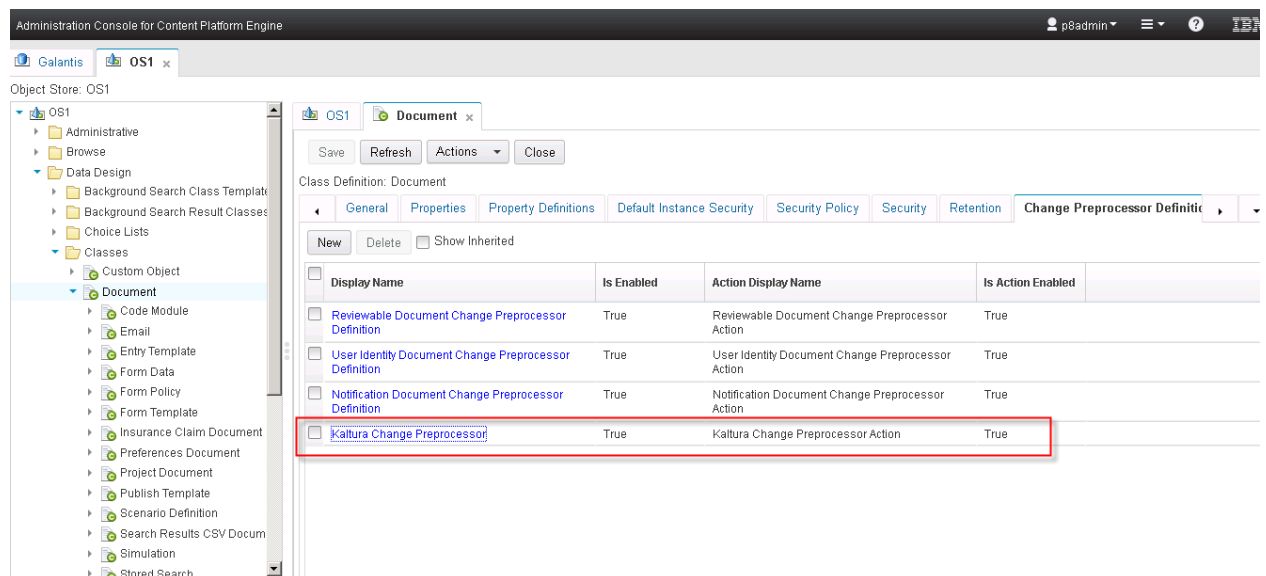 Administration Console for Content Platform Engine
p8admin
IBM
Galantis
OS1
Object Store: OS1
OS1
Administrative
Browse
Data Design
Background Search Class Template
Background Search Result Classes
Choice Lists
Classes
Custom Object
Document
Code Module
Email
Entry Template
Form Data
Form Policy
Form Template
Insurance Claim Document
Preferences Document
Project Document
Publish Template
Scenario Definition
Search Results CSV Docum
Simulation
Stored Search
OS1
Document
Save Refresh Actions Close
Class Definition: Document
General Properties Property Definitions Default Instance Security Security Policy Security Retention Change Preprocessor Definitic
New Delete Show Inherited
Display Name Is Enabled Action Display Name Is Action Enabled
Reviewable Document Change Preprocessor True Reviewable Document Change Preprocessor True
Definition Action
User Identity Document Change Preprocessor True User Identity Document Change Preprocessor True
Definition Action
Notification Document Change Preprocessor True Notification Document Change Preprocessor True
Definition Action
Kaltura Change Preprocessor True Kaltura Change Preprocessor Action True